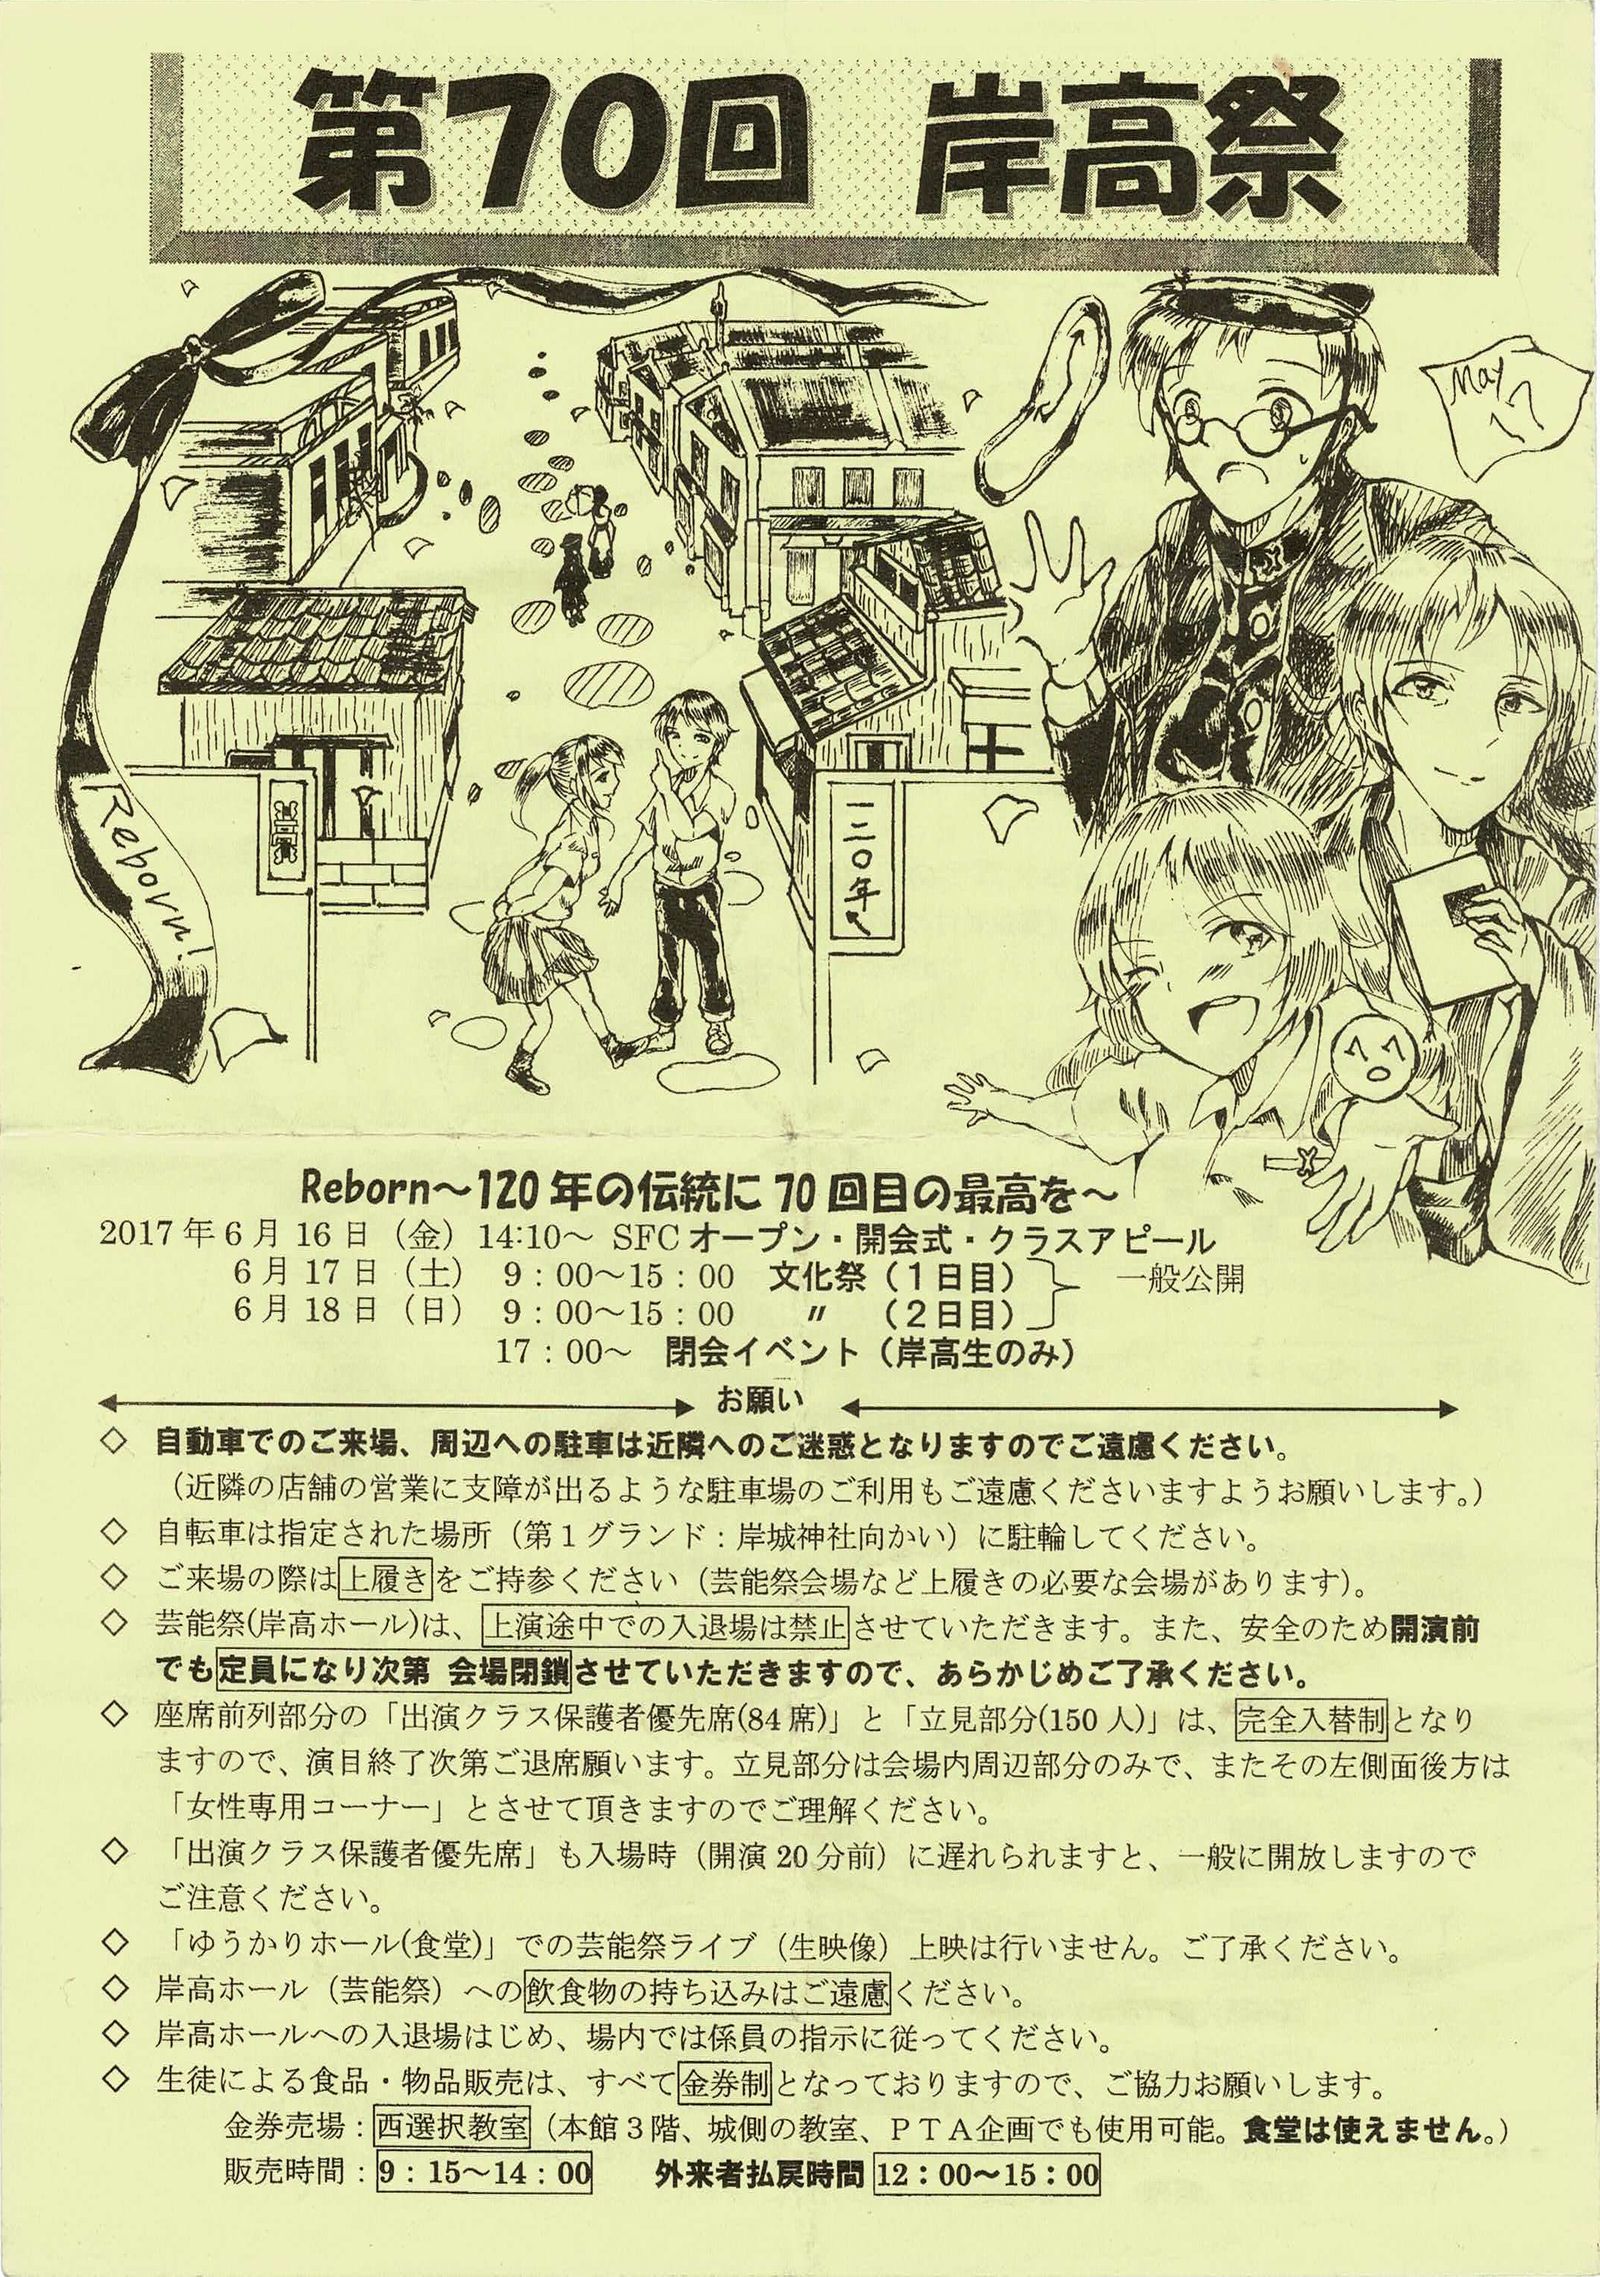 第70回 岸高祭
May 17
Reborn!
一二〇年
Reborn～120年の伝統に70回目の最高を～
2017年6月16日（金）14:10～ SFCオープン・開会式・クラスアピール
6月17日（土） 9：00～15：00 文化祭（1日目） 一般公開
6月18日（日） 9：00～15：00 〃 （2日目）
17：00～ 閉会イベント（岸高生のみ）
お願い
◇ 自動車でのご来場、周辺への駐車は近隣へのご迷惑となりますのでご遠慮ください。
（近隣の店舗の営業に支障が出るような駐車場のご利用もご遠慮くださいますようお願いします。）
◇ 自転車は指定された場所（第1グランド：岸城神社向かい）に駐輪してください。
◇ ご来場の際は上履きをご持参ください（芸能祭会場など上履きの必要な会場があります）。
◇ 芸能祭(岸高ホール)は、上演途中での入退場は禁止させていただきます。また、安全のため開演前
でも定員になり次第 会場閉鎖させていただきますので、あらかじめご了承ください。
◇ 座席前列部分の「出演クラス保護者優先席(84席)」と「立見部分(150人)」は、完全入替制となり
ますので、演目終了次第ご退席願います。立見部分は会場内周辺部分のみで、またその左側面後方は
「女性専用コーナー」とさせて頂きますのでご理解ください。
◇ 「出演クラス保護者優先席」も入場時（開演20分前）に遅れられますと、一般に開放しますので
ご注意ください。
◇ 「ゆうかりホール(食堂)」での芸能祭ライブ（生映像）上映は行いません。ご了承ください。
◇ 岸高ホール（芸能祭）への飲食物の持ち込みはご遠慮ください。
◇ 岸高ホールへの入退場はじめ、場内では係員の指示に従ってください。
◇ 生徒による食品・物品販売は、すべて金券制となっておりますので、ご協力お願いします。
金券売場：西選択教室（本館3階、城側の教室、PTA企画でも使用可能。食堂は使えません。）
販売時間：9：15～14：00 外来者払戻時間 12：00～15：00